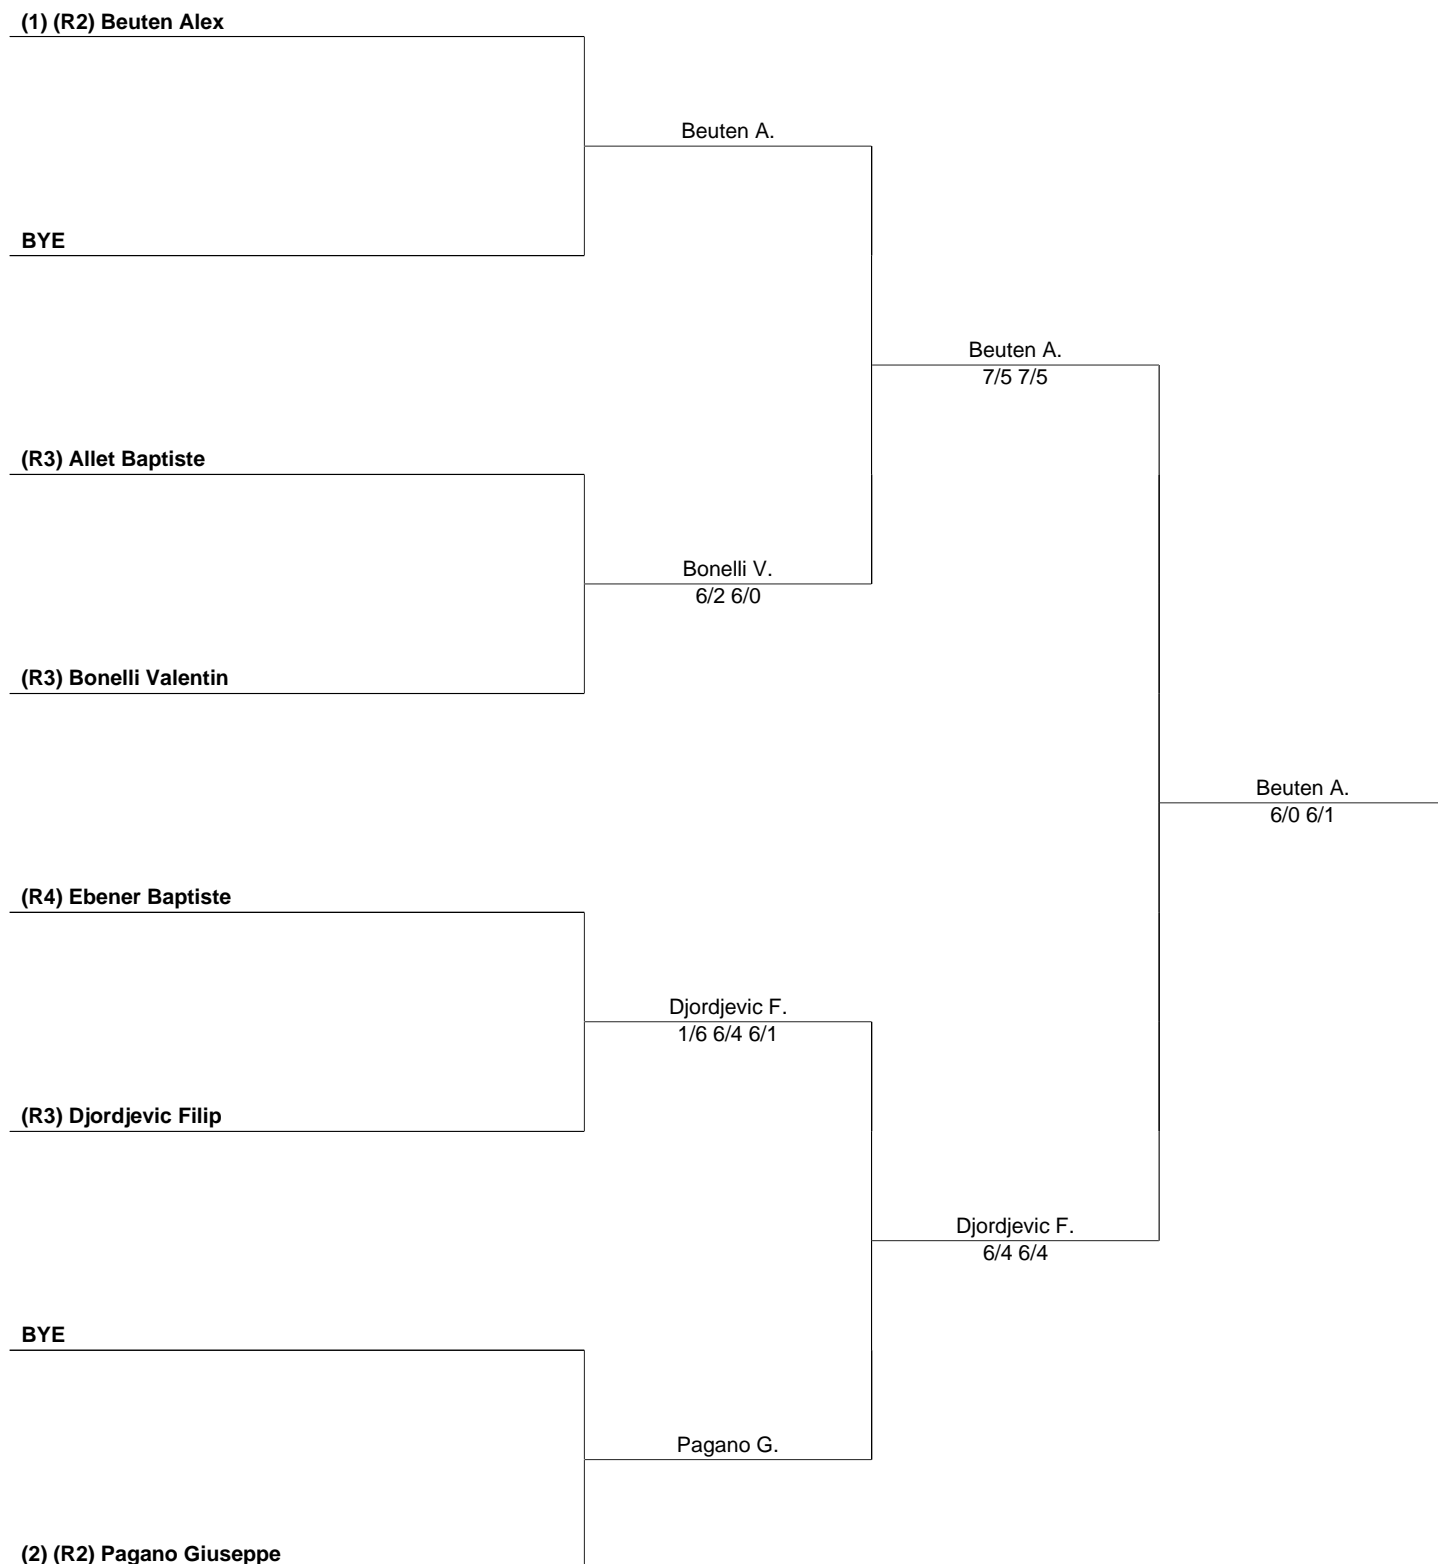 (1) (R2) Beuten Alex
Beuten A.
BYE
Beuten A.
7/5 7/5
(R3) Allet Baptiste
Bonelli V.
6/2 6/0
(R3) Bonelli Valentin
Beuten A.
6/0 6/1
(R4) Ebener Baptiste
Djordjevic F.
1/6 6/4 6/1
(R3) Djordjevic Filip
Djordjevic F.
6/4 6/4
BYE
Pagano G.
(2) (R2) Pagano Giuseppe